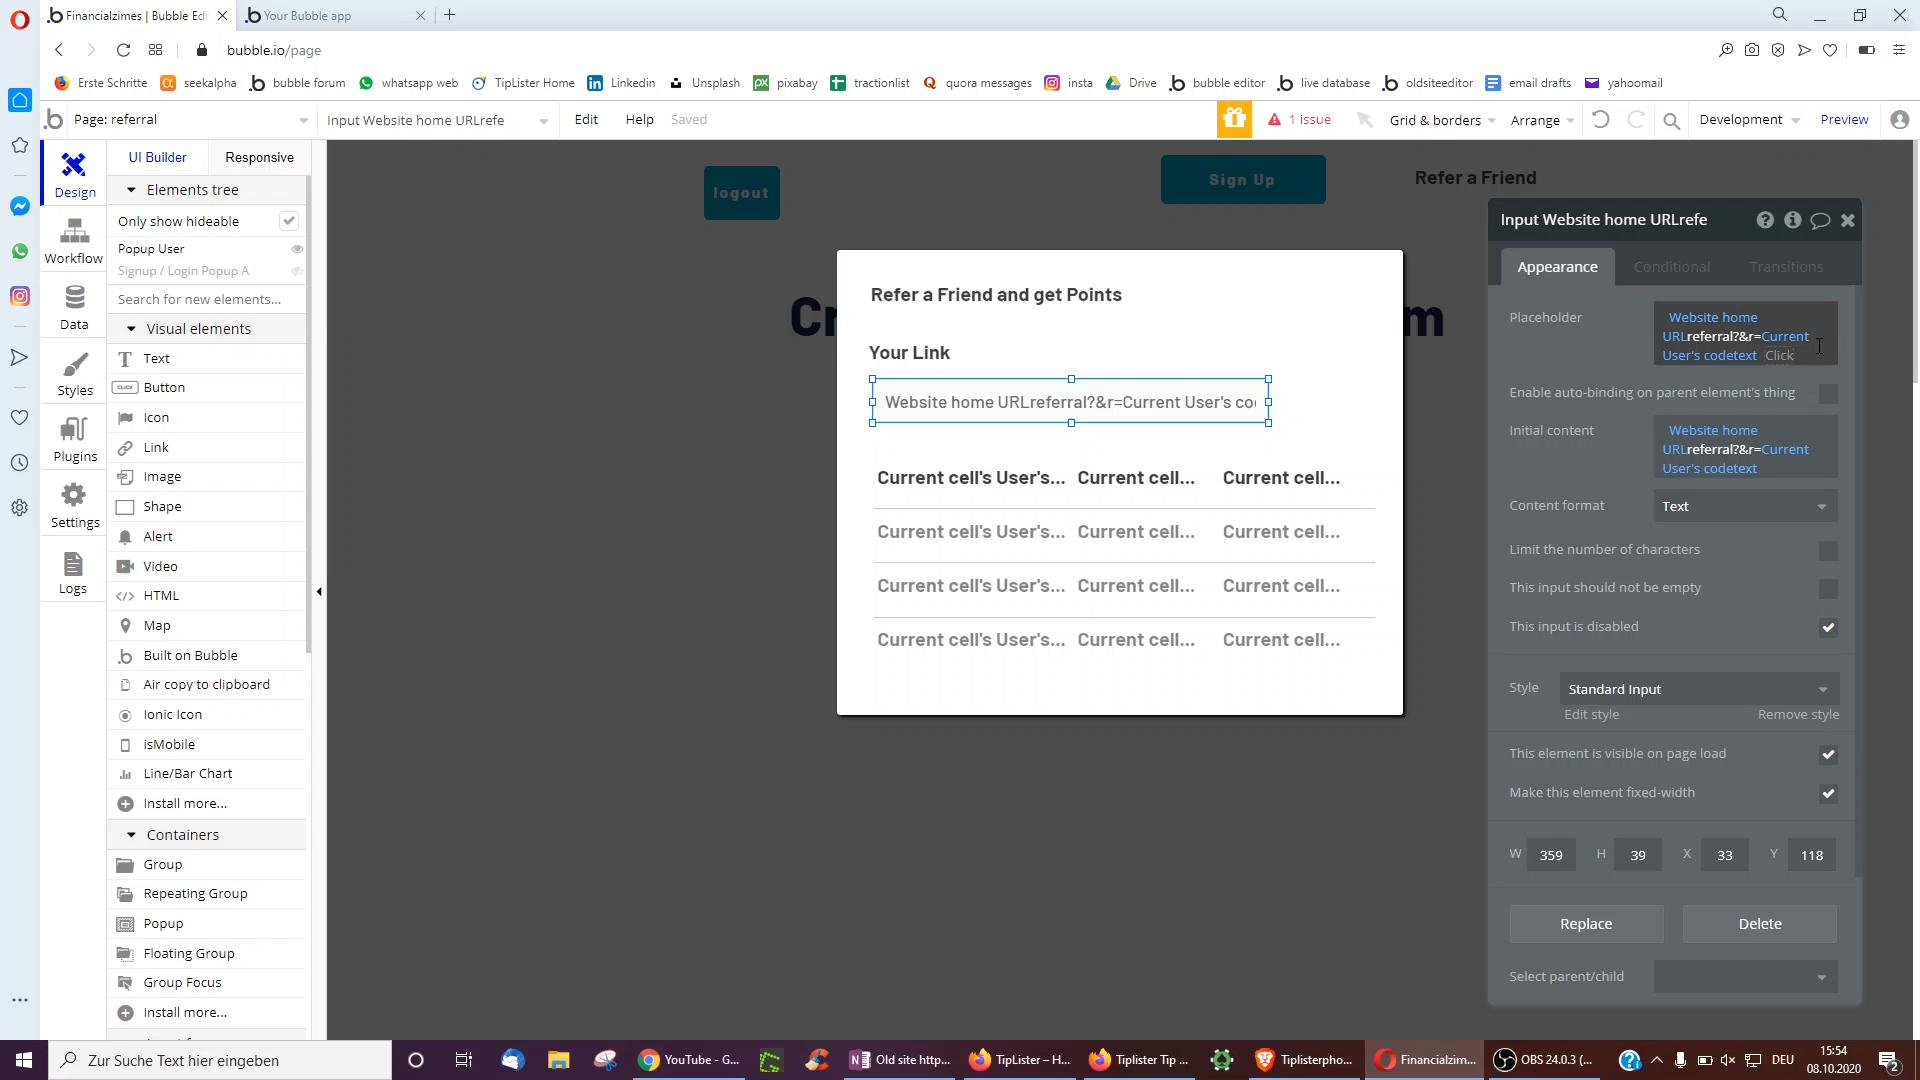 Financialzimes | Bubble Edi
Your Bubble app
bubble.io/page
Erste Schritte
seekalpha
bubble forum
whatsapp web
TipLister Home
Linkedin
Unsplash
pixabay
tractionlist
quora messages
insta
Drive
bubble editor
live database
oldsiteeditor
email drafts
yahoomail
Page: referral
Input Website home URLrefe
Edit
Help
Saved
1 issue
Grid & borders
Arrange
Development
Preview
Design
Workflow
Data
Styles
Plugins
Settings
Logs
UI Builder
Responsive
Elements tree
Only show hideable
Popup User
Signup / Login Popup A
Search for new elements...
Visual elements
Text
CLICK
Button
Icon
Link
Image
Shape
Alert
Video
HTML
Map
Built on Bubble
Air copy to clipboard
Ionic Icon
isMobile
Line/Bar Chart
Install more...
Containers
Group
Repeating Group
Popup
Floating Group
Group Focus
Install more...
logout
Sign Up
Refer a Friend
Cr
m
Refer a Friend and get Points
Your Link
Website home URLreferral?&r=Current User's co
Current cell's User's... Current cell... Current cell...
Current cell's User's... Current cell... Current cell...
Current cell's User's... Current cell... Current cell...
Current cell's User's... Current cell... Current cell...
Input Website home URLrefe
Appearance
Conditional
Transitions
Placeholder
Website home
URLreferral?&r=Current
User's codetext Click
Enable auto-binding on parent element's thing
Initial content
Website home
URLreferral?&r=Current
User's codetext
Content format
Text
Limit the number of characters
This input should not be empty
This input is disabled
Style
Standard Input
Edit style
Remove style
This element is visible on page load
Make this element fixed-width
W 359 H 39 X 33 Y 118
Replace
Delete
Select parent/child
Zur Suche Text hier eingeben
YouTube - G...
Old site http...
TipLister – H...
Tiplister Tip ...
Tiplisterpho...
Financialzim...
OBS 24.0.3 (...
DEU
15:54
08.10.2020
2